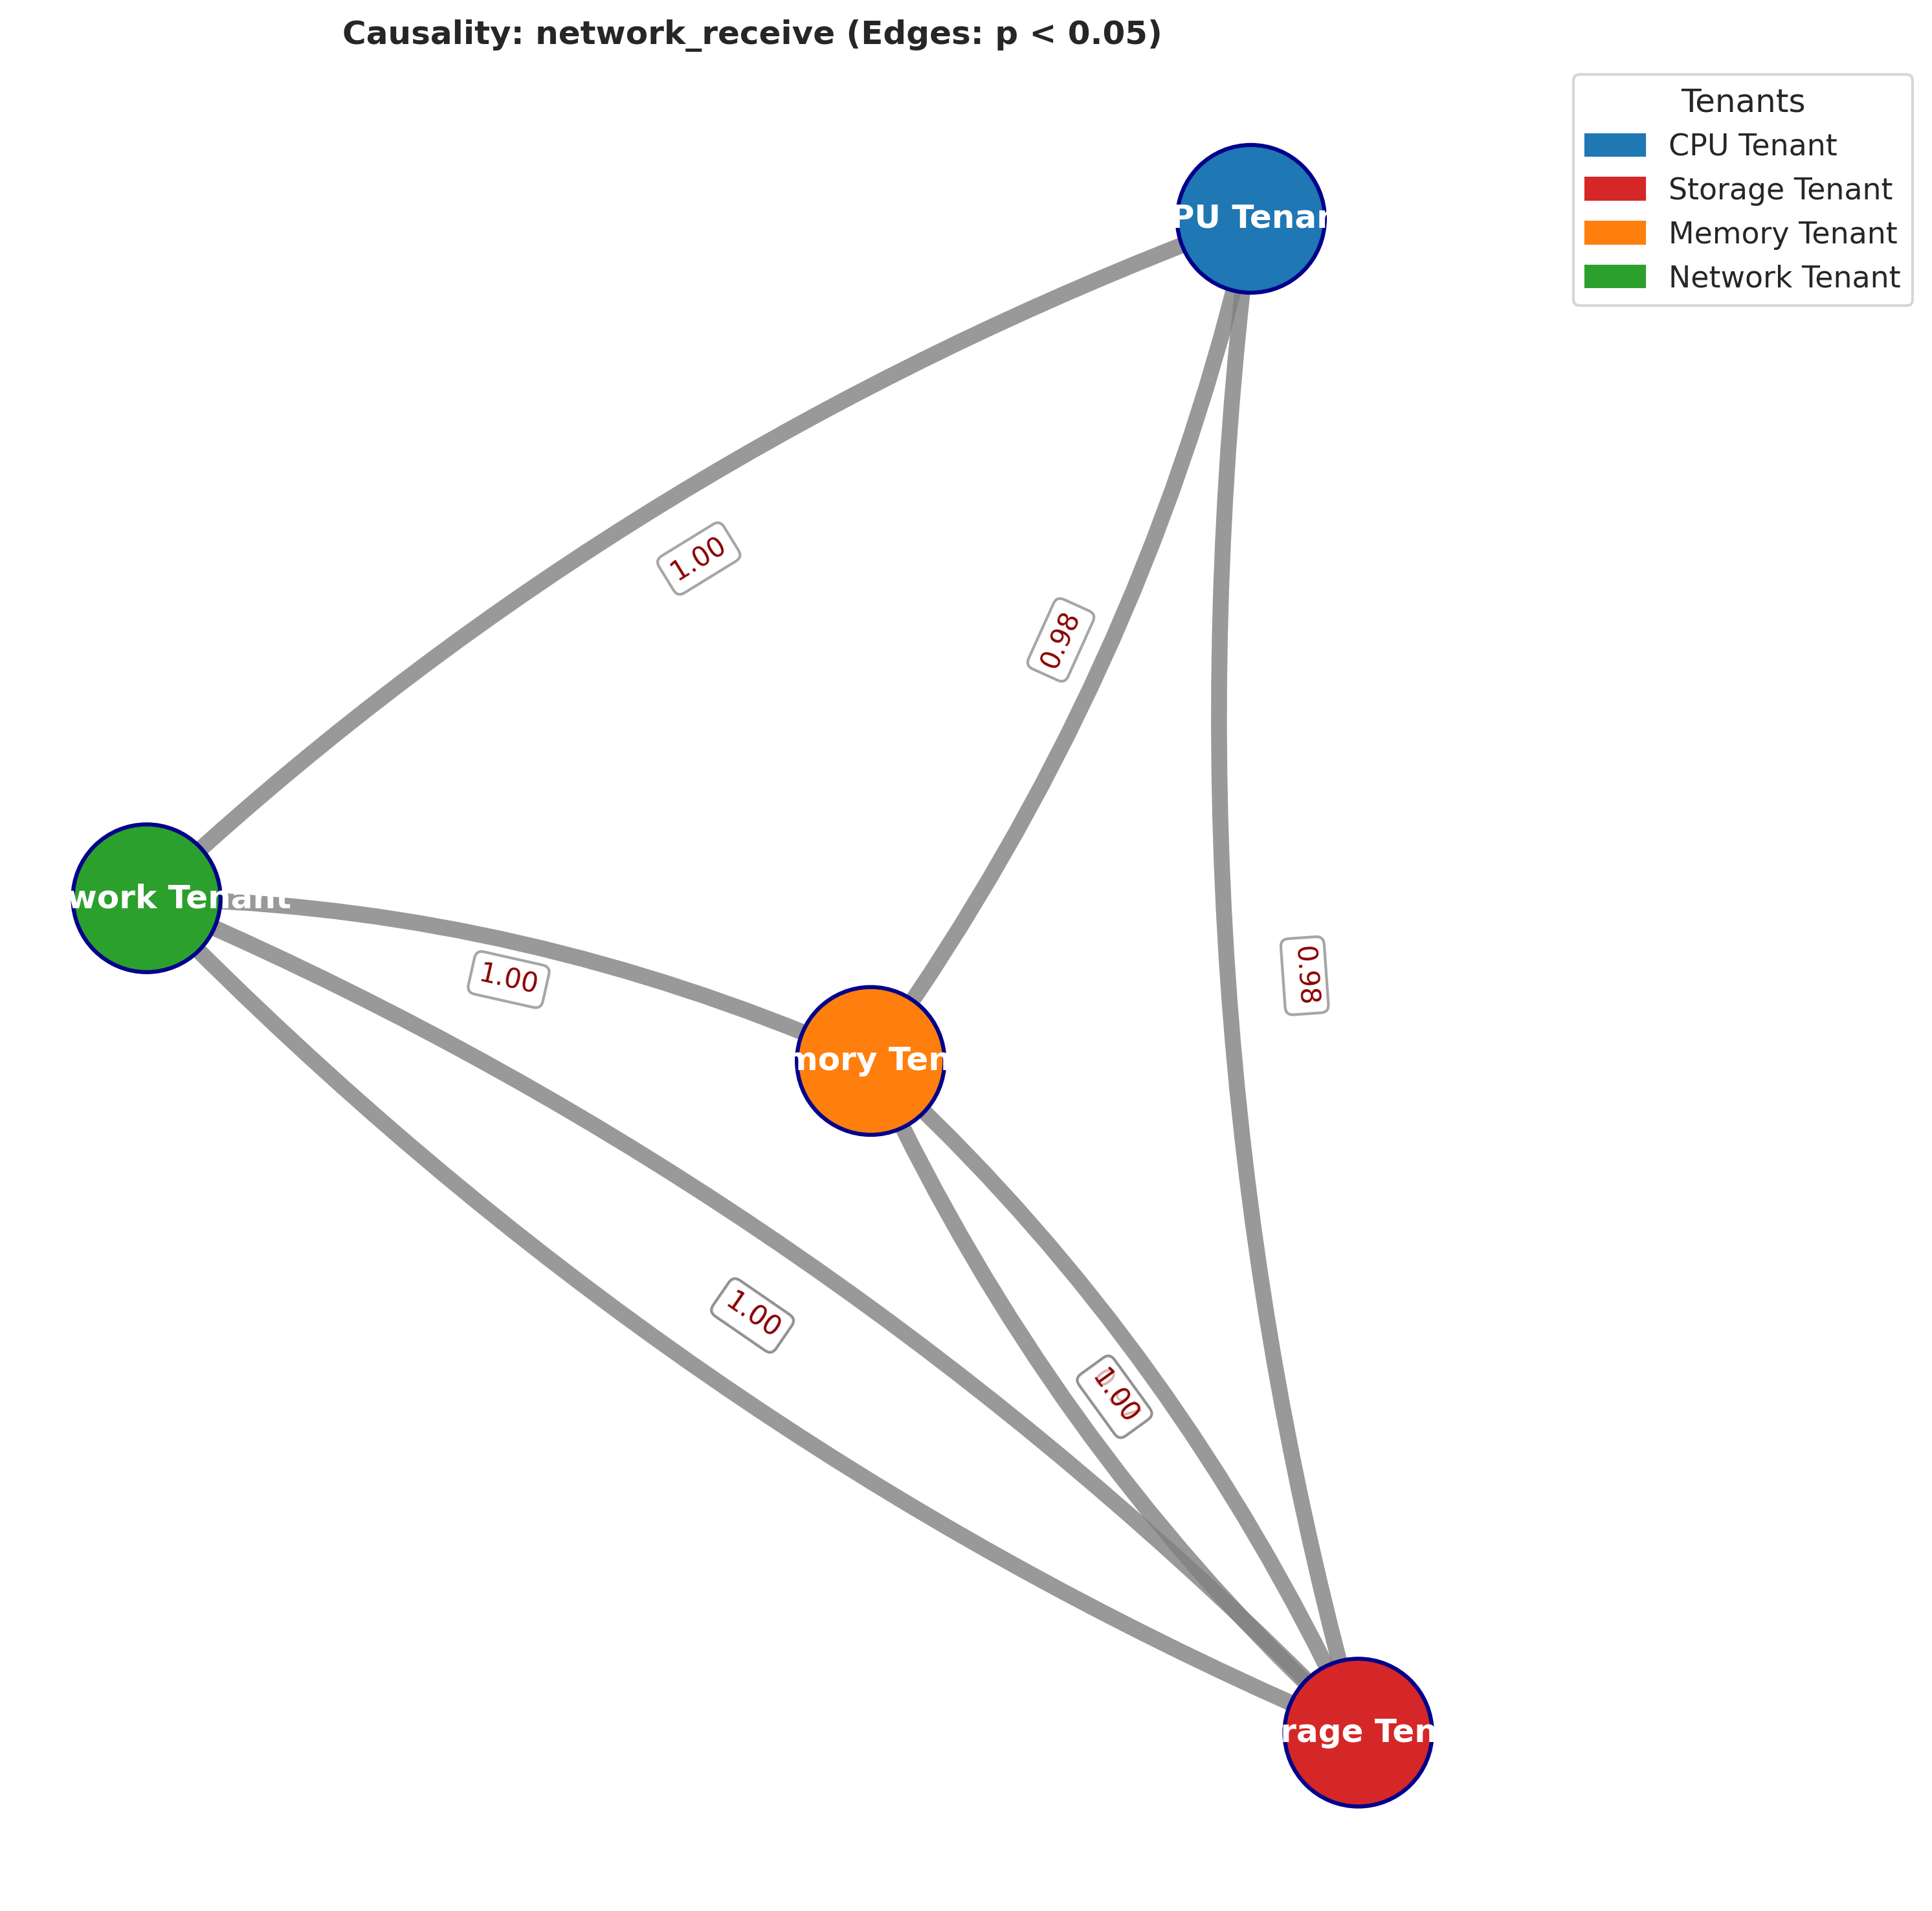 Causality: network_receive (Edges: p < 0.05)
Tenants
CPU Tenant
Storage Tenant
Memory Tenant
Network Tenant
PU Tenan
1.00
0.98
work Tenant
1.00
0.98
mory Ten
1.00
1.00
rage Ten